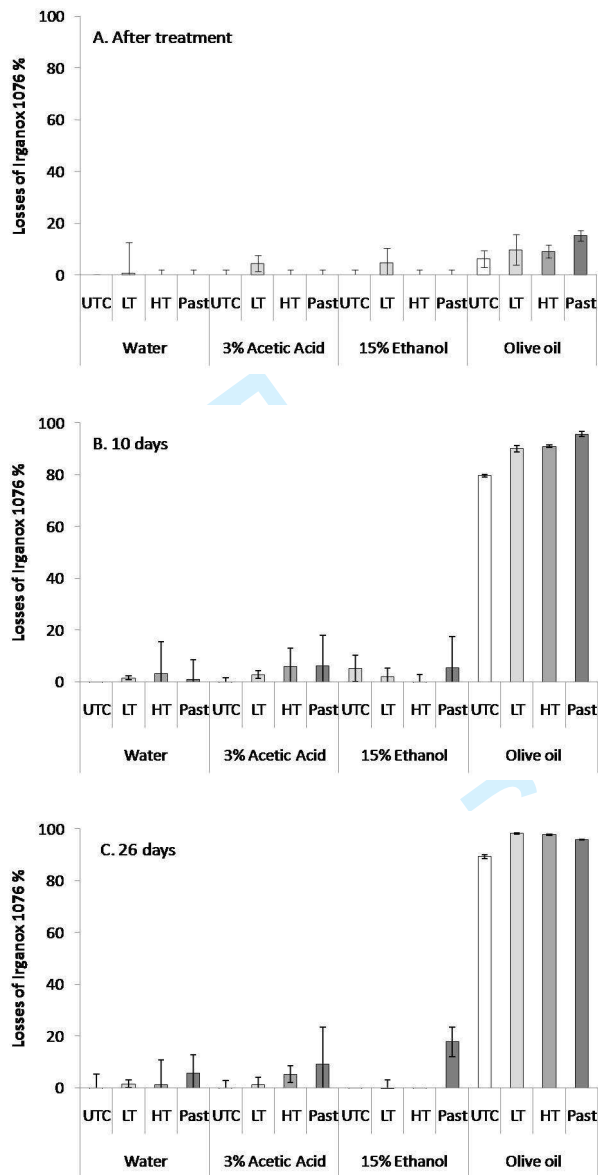 A. After treatment
Losses of Irganox 1076 %
100
80
60
40
20
0
UTC LT HT Past UTC LT HT Past UTC LT HT Past UTC LT HT Past
Water 3% Acetic Acid 15% Ethanol Olive oil
B. 10 days
Losses of Irganox 1076 %
100
80
60
40
20
0
UTC LT HT Past UTC LT HT Past UTC LT HT Past UTC LT HT Past
Water 3% Acetic Acid 15% Ethanol Olive oil
C. 26 days
Losses of Irganox 1076 %
100
80
60
40
20
0
UTC LT HT Past UTC LT HT Past UTC LT HT Past UTC LT HT Past
Water 3% Acetic Acid 15% Ethanol Olive oil